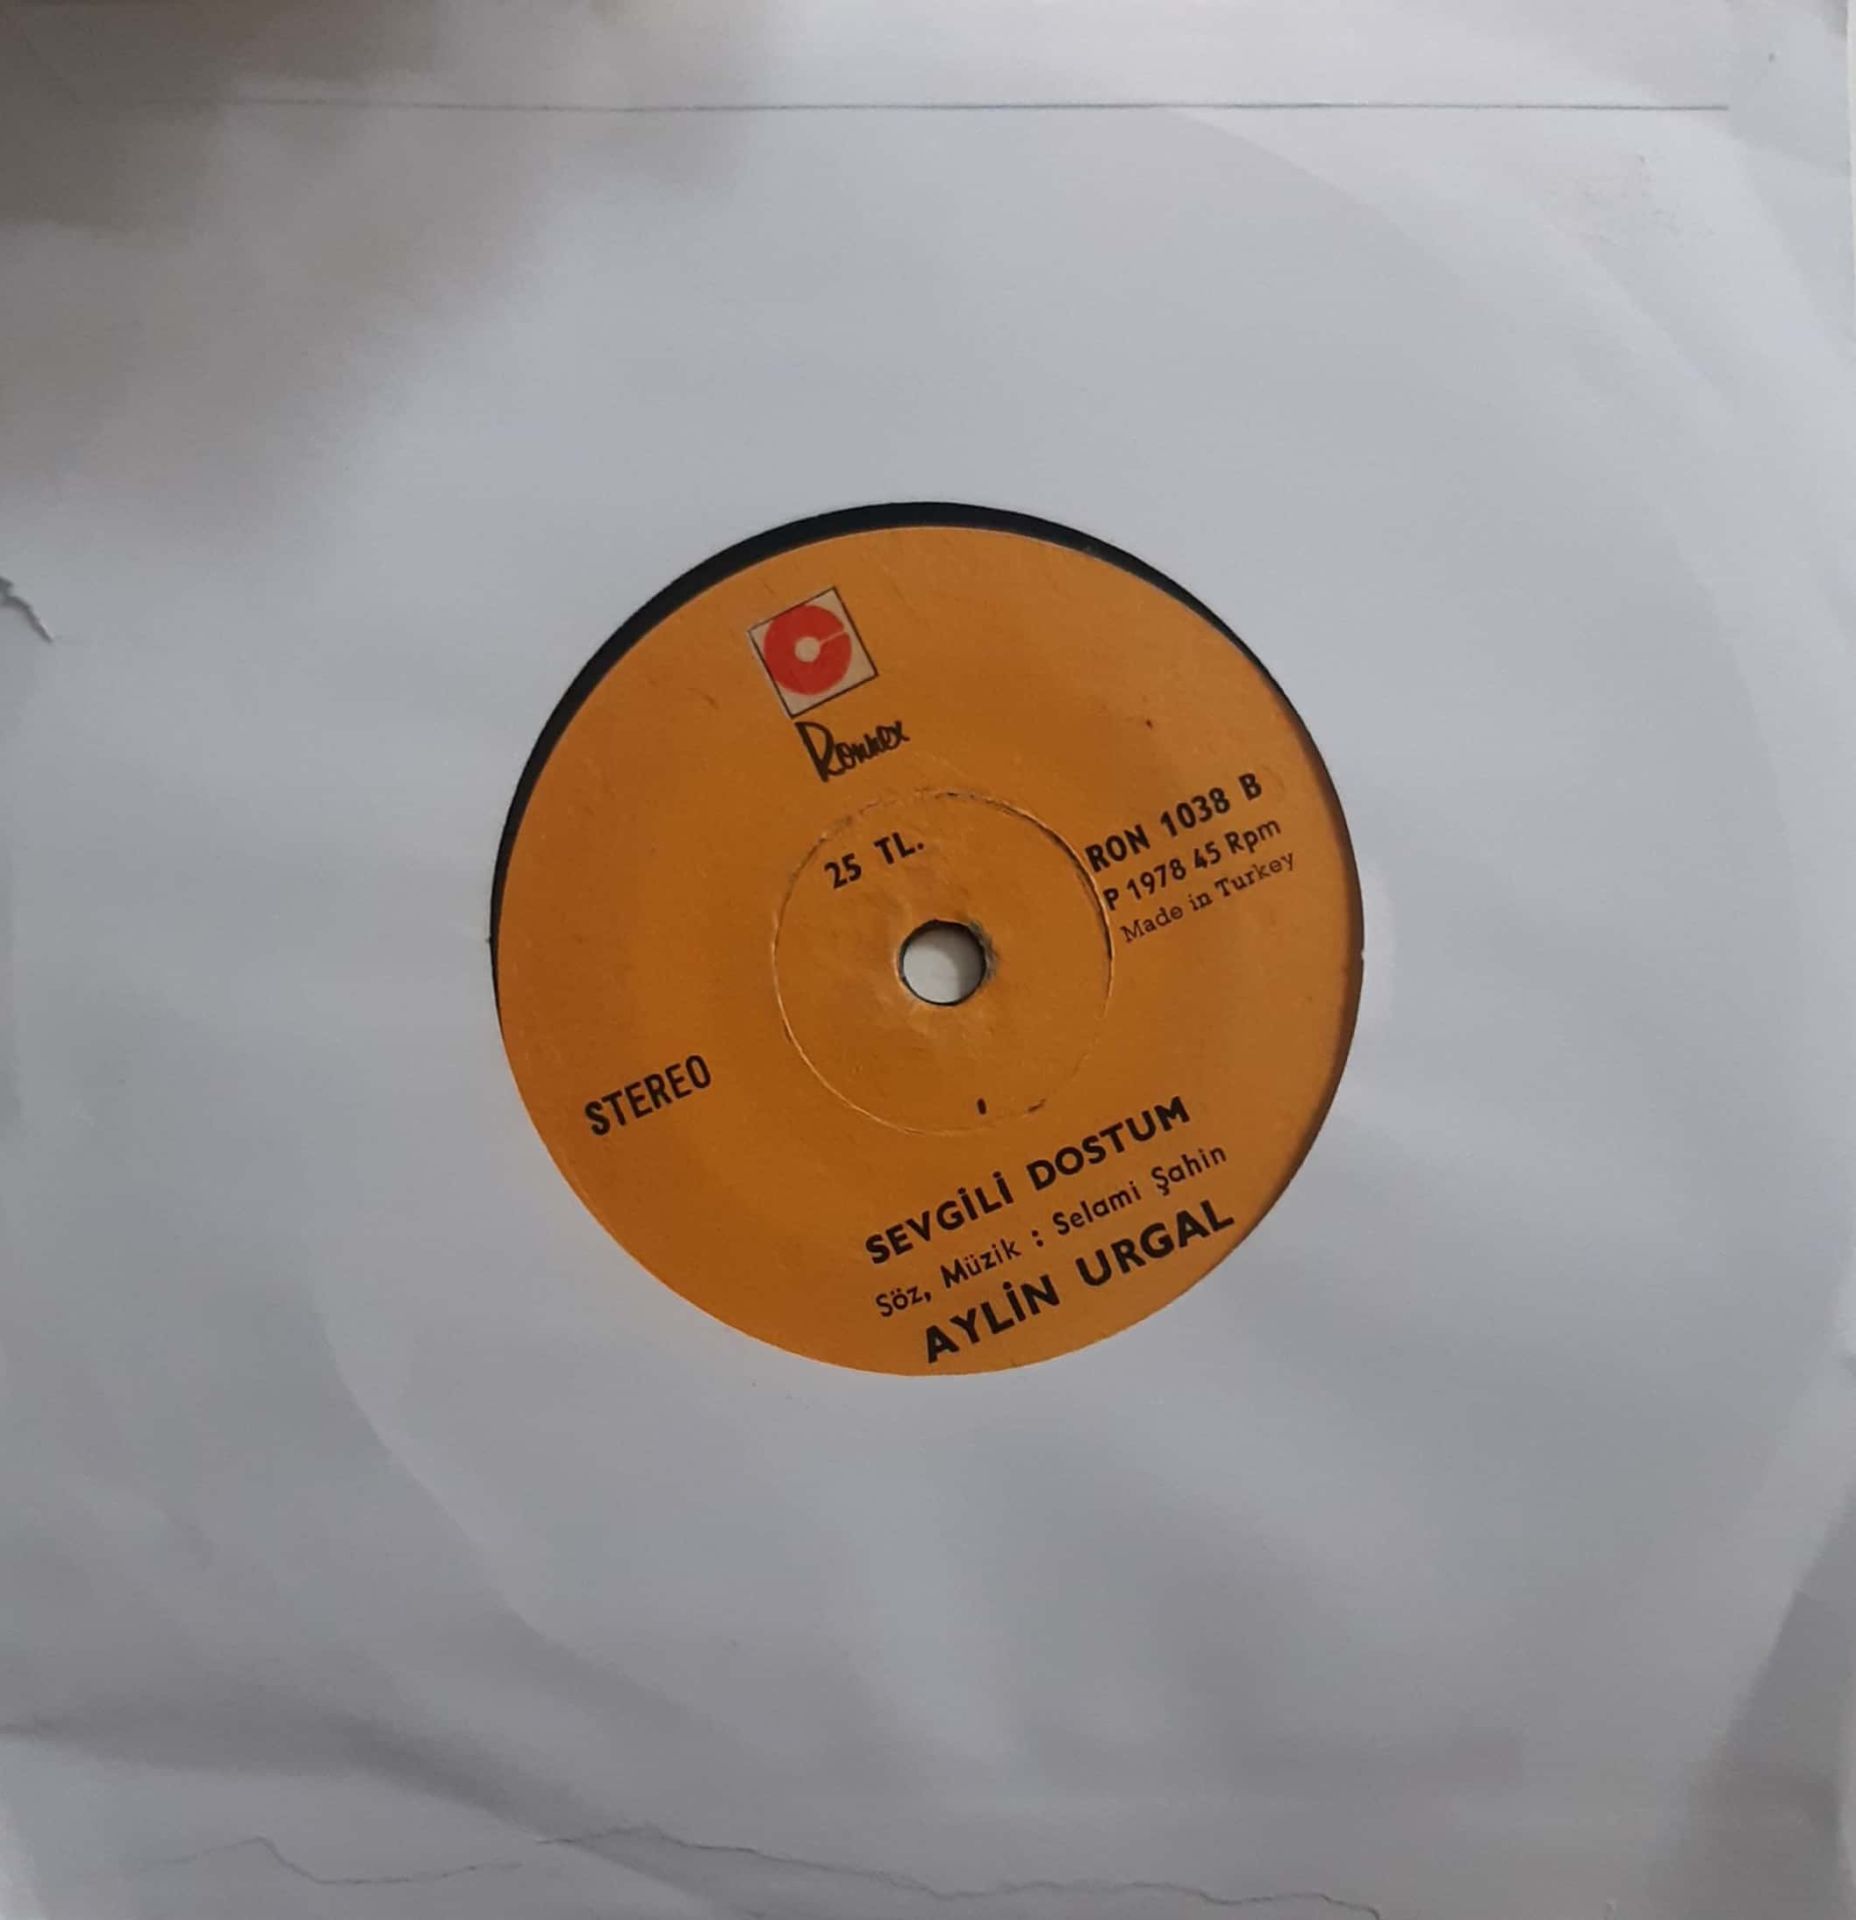 Ronnex
25 TL.
RON 1038 B
P 1978 45 Rpm
Made in Turkey
STEREO
SEVGİLİ DOSTUM
Söz, Müzik : Selami Şahin
AYLİN URGAL